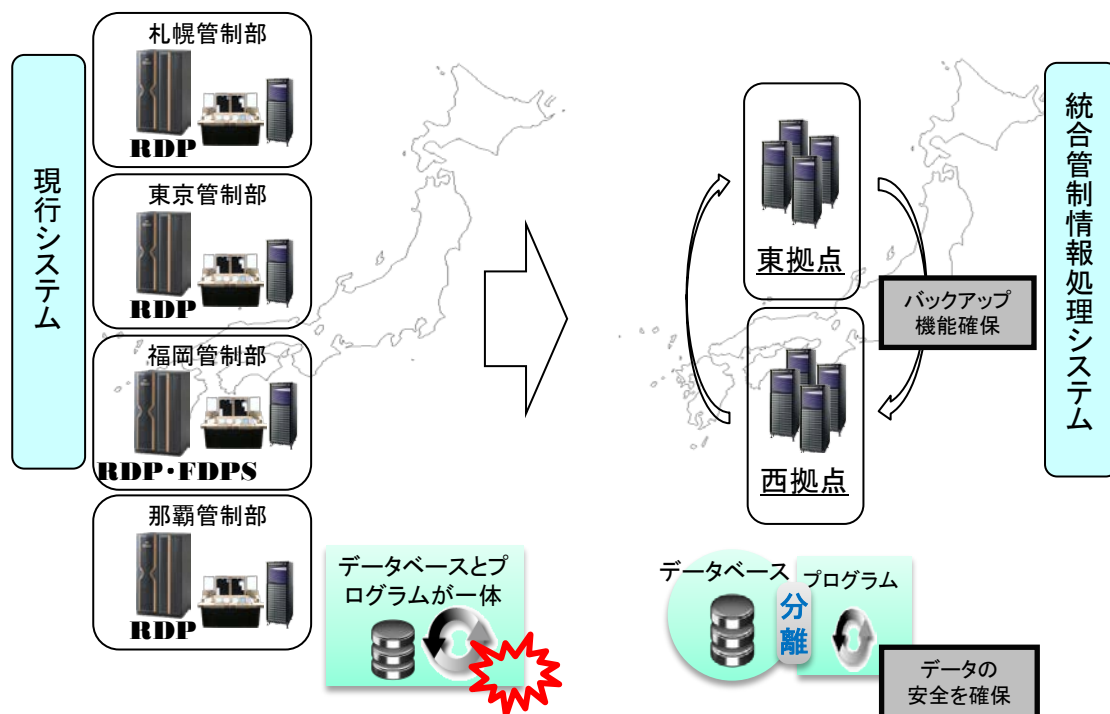 現行システム
札幌管制部
RDP
東京管制部
RDP
福岡管制部
RDP・FDPS
那覇管制部
RDP
データベースとプ
ログラムが一体
東拠点
西拠点
バックアップ
機能確保
統合管制情報処理システム
データベース
分離
プログラム
データの
安全を確保